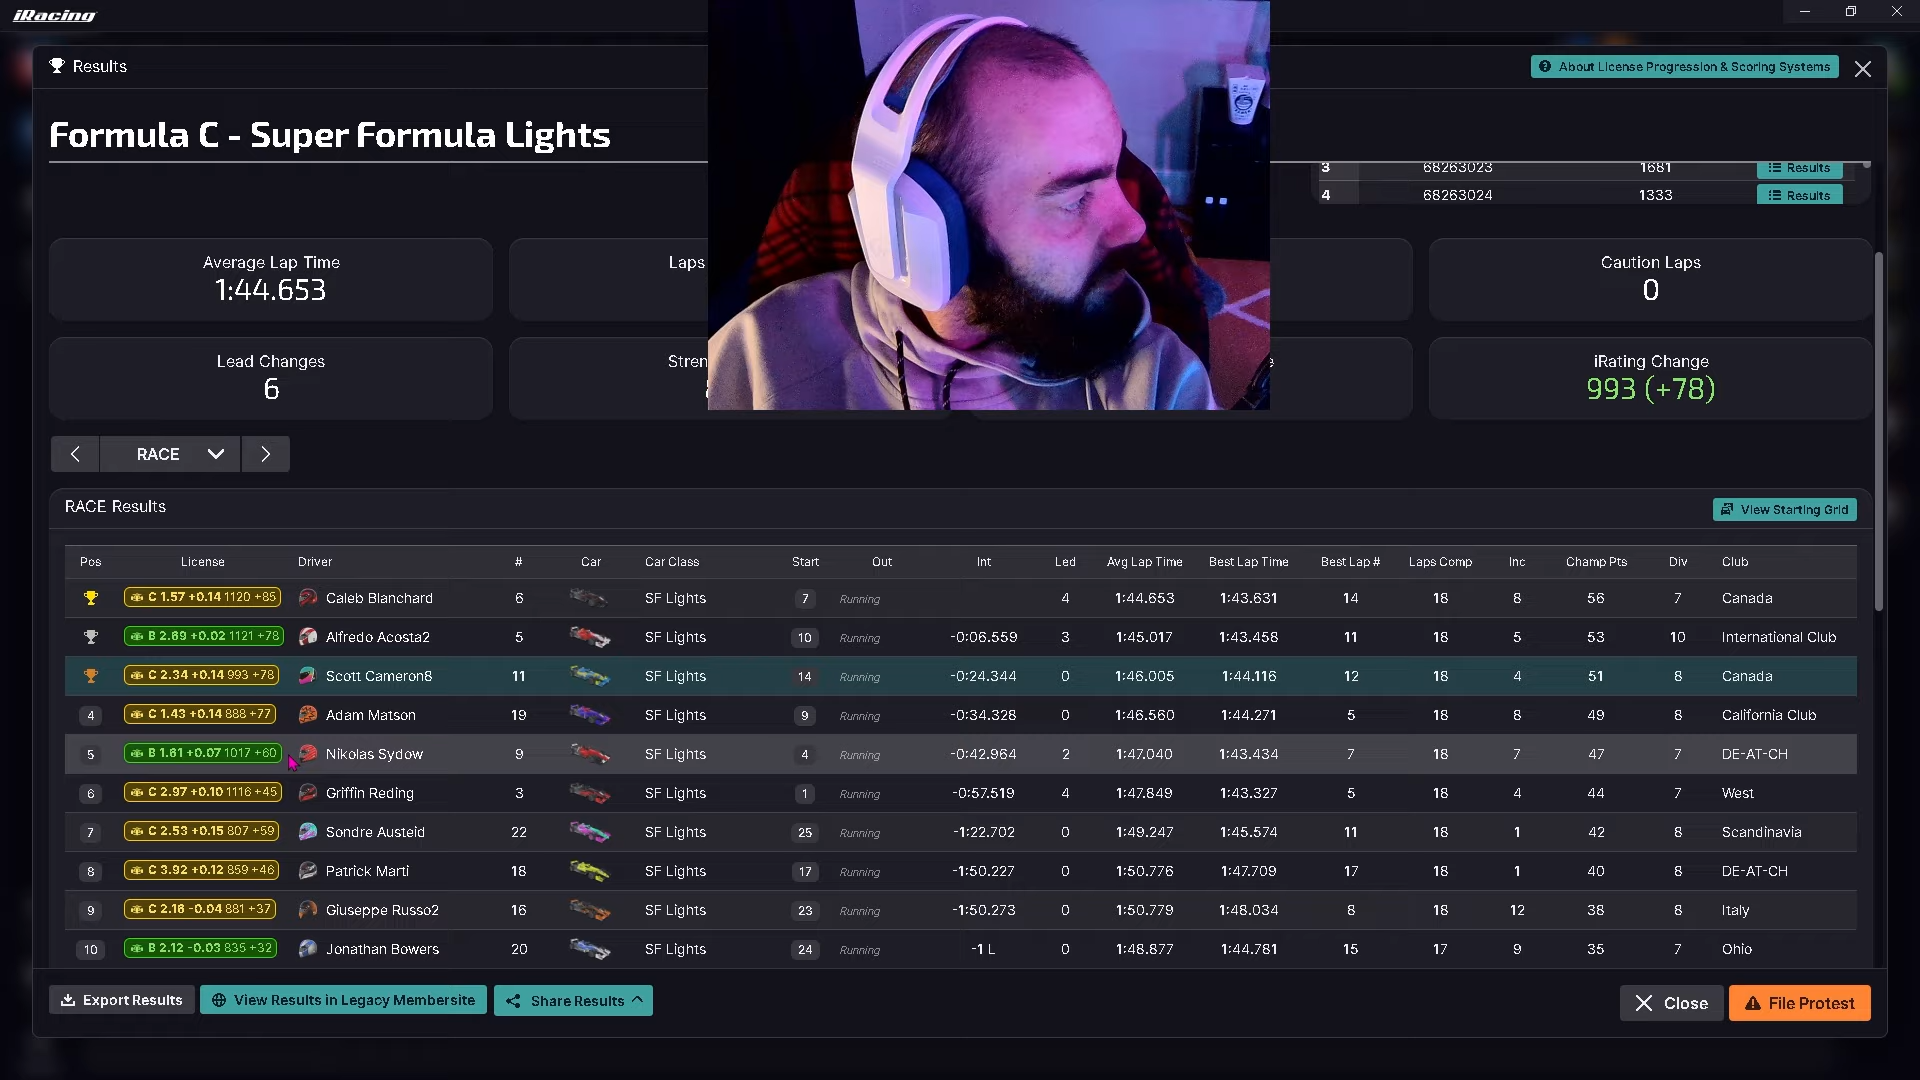 iRacing
Results
About License Progression & Scoring Systems
Formula C - Super Formula Lights
3 68263023 1681 Results
4 68263024 1333 Results
Average Lap Time
1:44.653
Laps
Caution Laps
0
Lead Changes
6
iRating Change
993 (+78)
RACE
RACE Results
View Starting Grid
Pos License Driver # Car Car Class Start Out Int Led Avg Lap Time Best Lap Time Best Lap # Laps Comp Inc Champ Pts Div Club
C 1.57 +0.14 1120 +85 Caleb Blanchard 6 SF Lights 7 Running 4 1:44.653 1:43.631 14 18 8 56 7 Canada
B 2.69 +0.02 1121 +78 Alfredo Acosta2 5 SF Lights 10 Running -0:06.559 3 1:45.017 1:43.458 11 18 5 53 10 International Club
C 2.34 +0.14 993 +78 Scott Cameron8 11 SF Lights 14 Running -0:24.344 0 1:46.005 1:44.116 12 18 4 51 8 Canada
4 C 1.43 +0.14 888 +77 Adam Matson 19 SF Lights 9 Running -0:34.328 0 1:46.560 1:44.271 5 18 8 49 8 California Club
5 B 1.61 +0.07 1017 +60 Nikolas Sydow 9 SF Lights 4 Running -0:42.964 2 1:47.040 1:43.434 7 18 7 47 7 DE-AT-CH
6 C 2.97 +0.10 1116 +45 Griffin Reding 3 SF Lights 1 Running -0:57.519 4 1:47.849 1:43.327 5 18 4 44 7 West
7 C 2.53 +0.15 807 +59 Sondre Austeid 22 SF Lights 25 Running -1:22.702 0 1:49.247 1:45.574 11 18 1 42 8 Scandinavia
8 C 3.92 +0.12 859 +46 Patrick Marti 18 SF Lights 17 Running -1:50.227 0 1:50.776 1:47.709 17 18 1 40 8 DE-AT-CH
9 C 2.16 -0.04 881 +37 Giuseppe Russo2 16 SF Lights 23 Running -1:50.273 0 1:50.779 1:48.034 8 18 12 38 8 Italy
10 B 2.12 -0.03 835 +32 Jonathan Bowers 20 SF Lights 24 Running -1 L 0 1:48.877 1:44.781 15 17 9 35 7 Ohio
Export Results
View Results in Legacy Membersite
Share Results
Close
File Protest